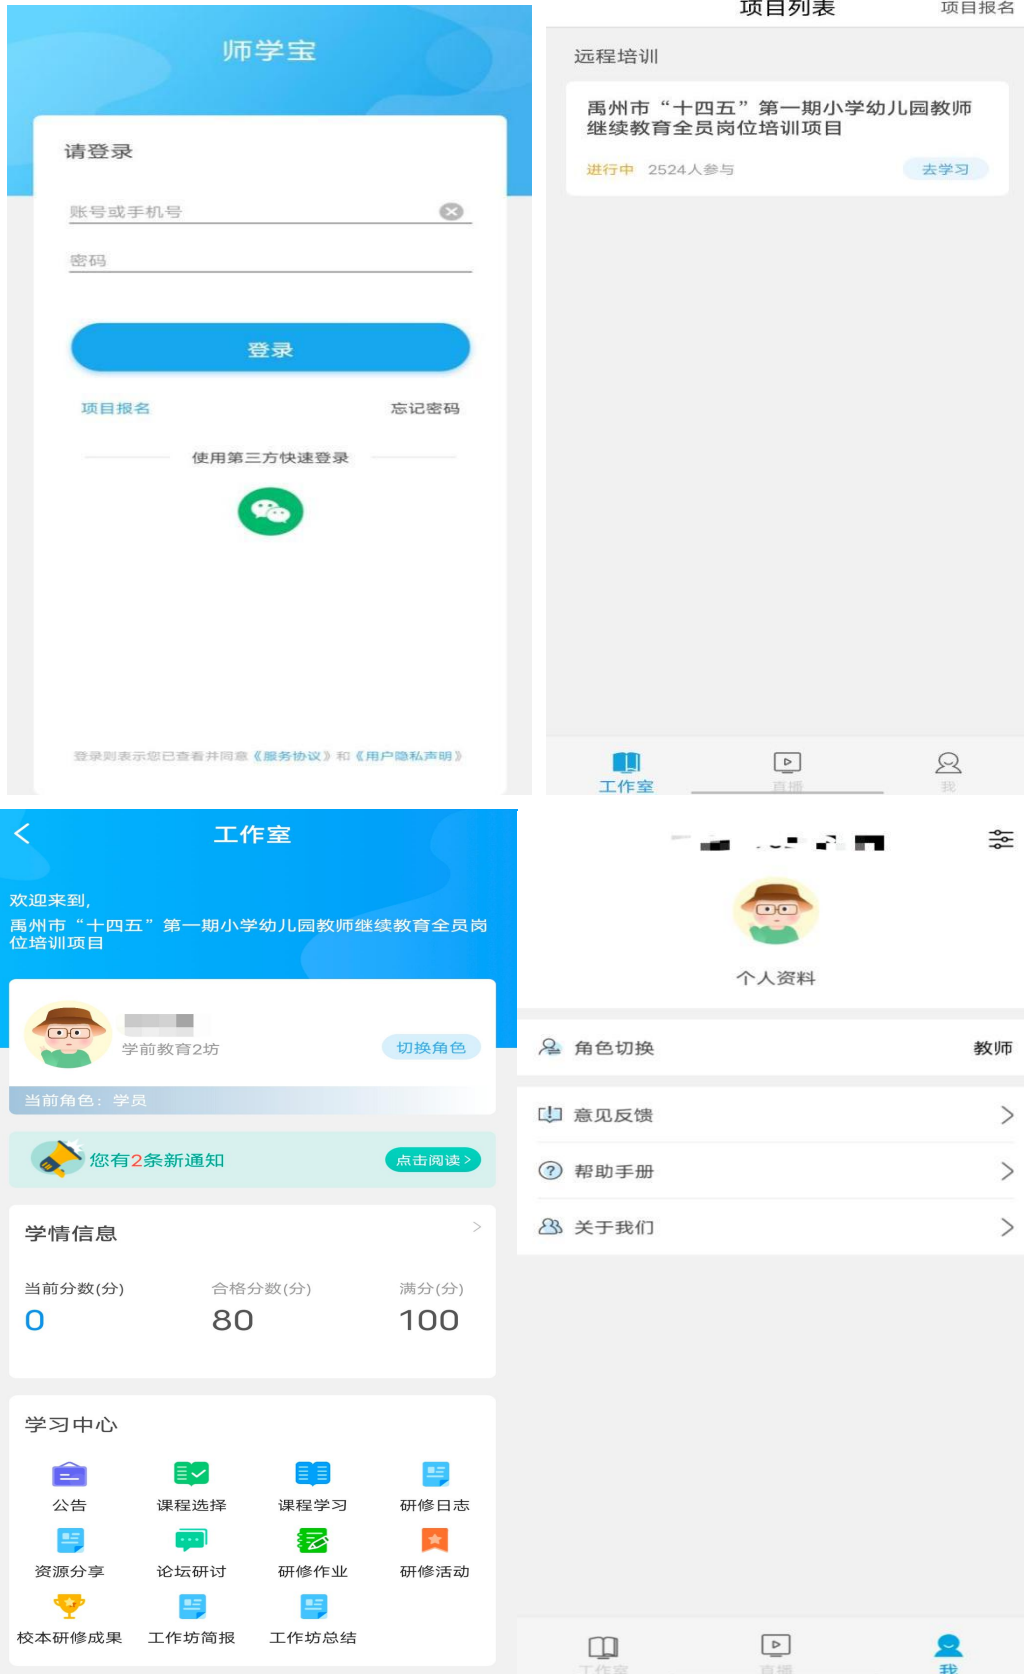 师学宝
请登录
账号或手机号
密码
登录
项目报名
忘记密码
使用第三方快速登录
登录则表示您已查看并同意《服务协议》和《用户隐私声明》
项目列表
项目报名
远程培训
禹州市“十四五”第一期小学幼儿园教师
继续教育全员岗位培训项目
进行中 2524人参与
去学习
工作室
直播
我
工作室
欢迎来到,
禹州市“十四五”第一期小学幼儿园教师继续教育全员岗
位培训项目
学前教育2坊
切换角色
当前角色：学员
您有2条新通知
点击阅读>
学情信息
当前分数(分)
合格分数(分)
满分(分)
0
80
100
学习中心
公告
课程选择
课程学习
研修日志
资源分享
论坛研讨
研修作业
研修活动
校本研修成果
工作坊简报
工作坊总结
个人资料
角色切换
教师
意见反馈
帮助手册
关于我们
工作室
直播
我